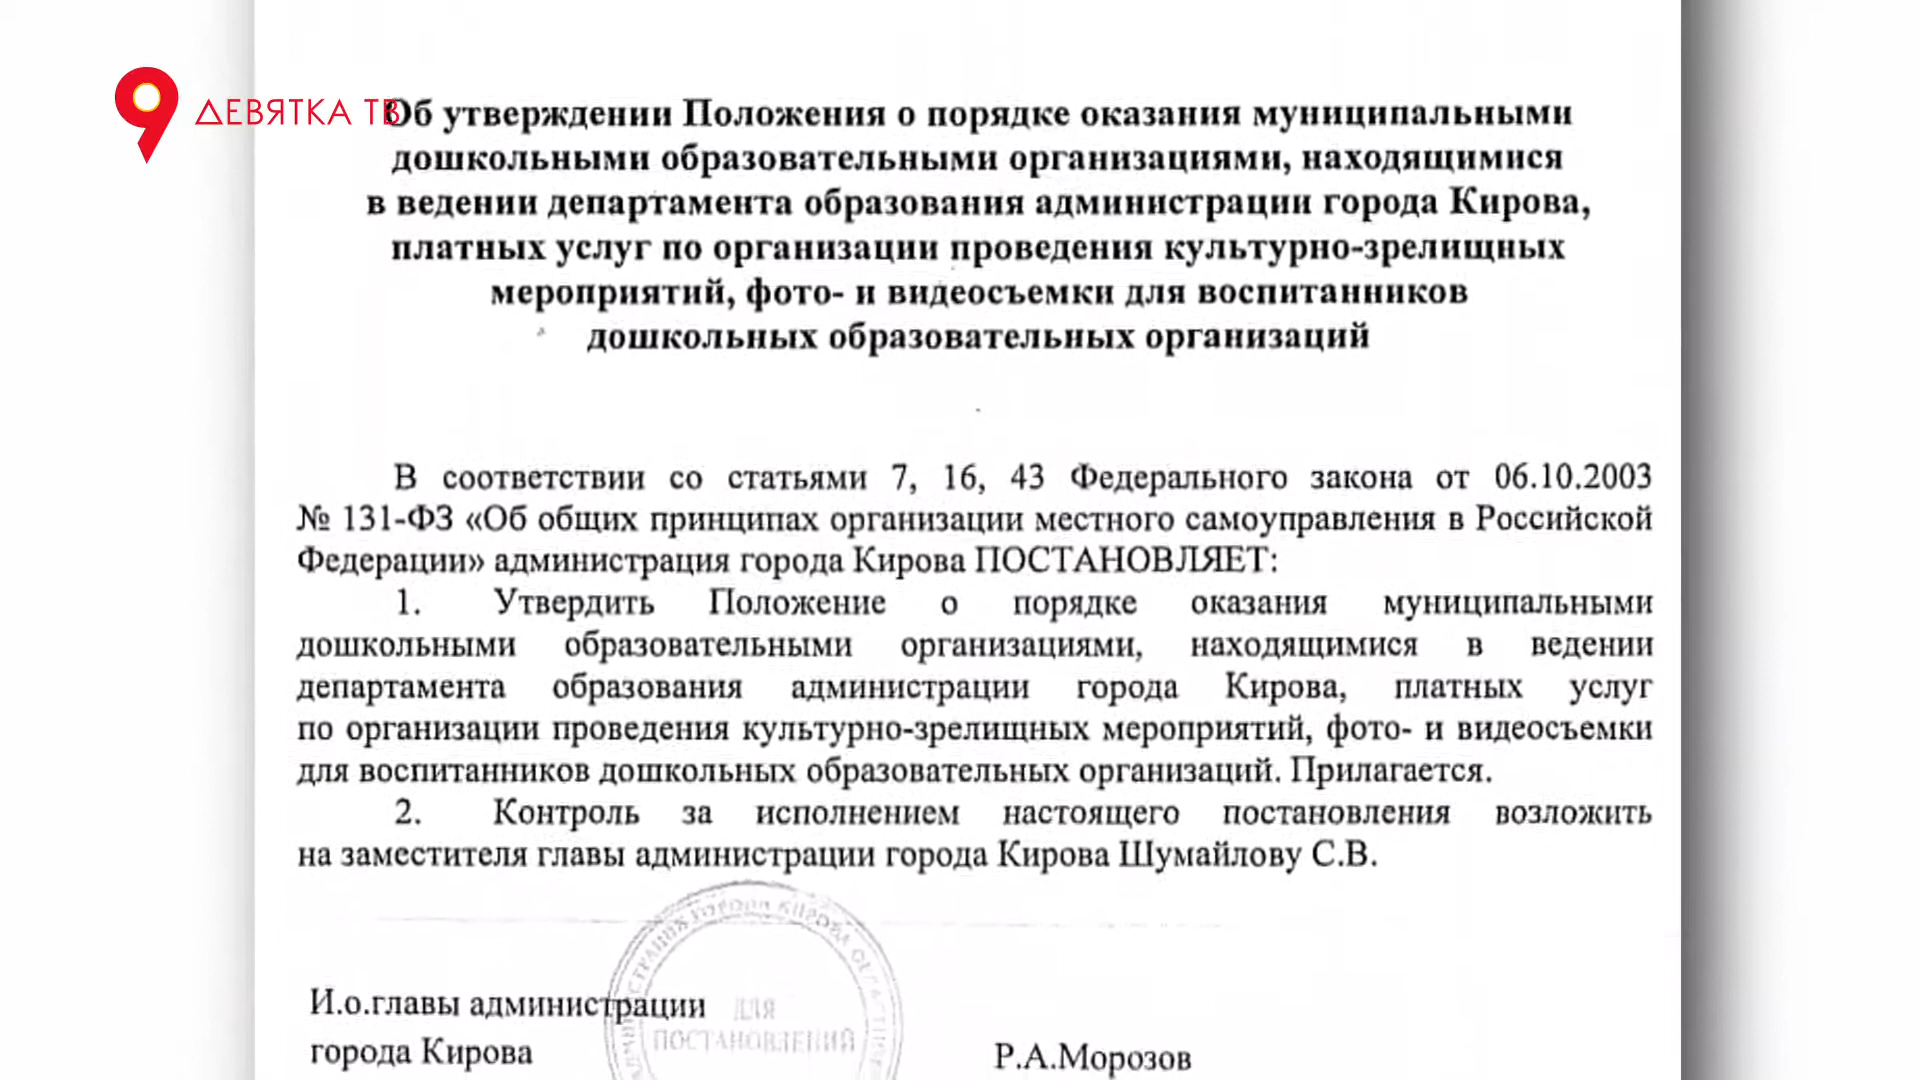 9 ДЕВЯТКА ТВ
Об утверждении Положения о порядке оказания муниципальными
дошкольными образовательными организациями, находящимися
в ведении департамента образования администрации города Кирова,
платных услуг по организации проведения культурно-зрелищных
мероприятий, фото- и видеосъемки для воспитанников
дошкольных образовательных организаций
В соответствии со статьями 7, 16, 43 Федерального закона от 06.10.2003
№ 131-ФЗ «Об общих принципах организации местного самоуправления в Российской
Федерации» администрация города Кирова ПОСТАНОВЛЯЕТ:
1. Утвердить Положение о порядке оказания муниципальными
дошкольными образовательными организациями, находящимися в ведении
департамента образования администрации города Кирова, платных услуг
по организации проведения культурно-зрелищных мероприятий, фото- и видеосъемки
для воспитанников дошкольных образовательных организаций. Прилагается.
2. Контроль за исполнением настоящего постановления возложить
на заместителя главы администрации города Кирова Шумайлову С.В.
И.о.главы администрации
города Кирова
Р.А.Морозов
ГОРОДА КИРОВА
ДЛЯ
ПОСТАНОВЛЕНИЙ